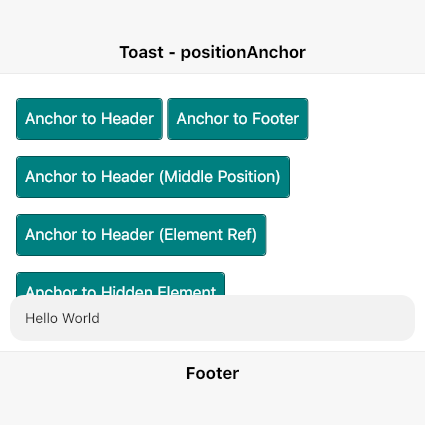 Toast - positionAnchor
Anchor to Header Anchor to Footer
Anchor to Header (Middle Position)
Anchor to Header (Element Ref)
Anchor to Hidden Element
Hello World
Footer